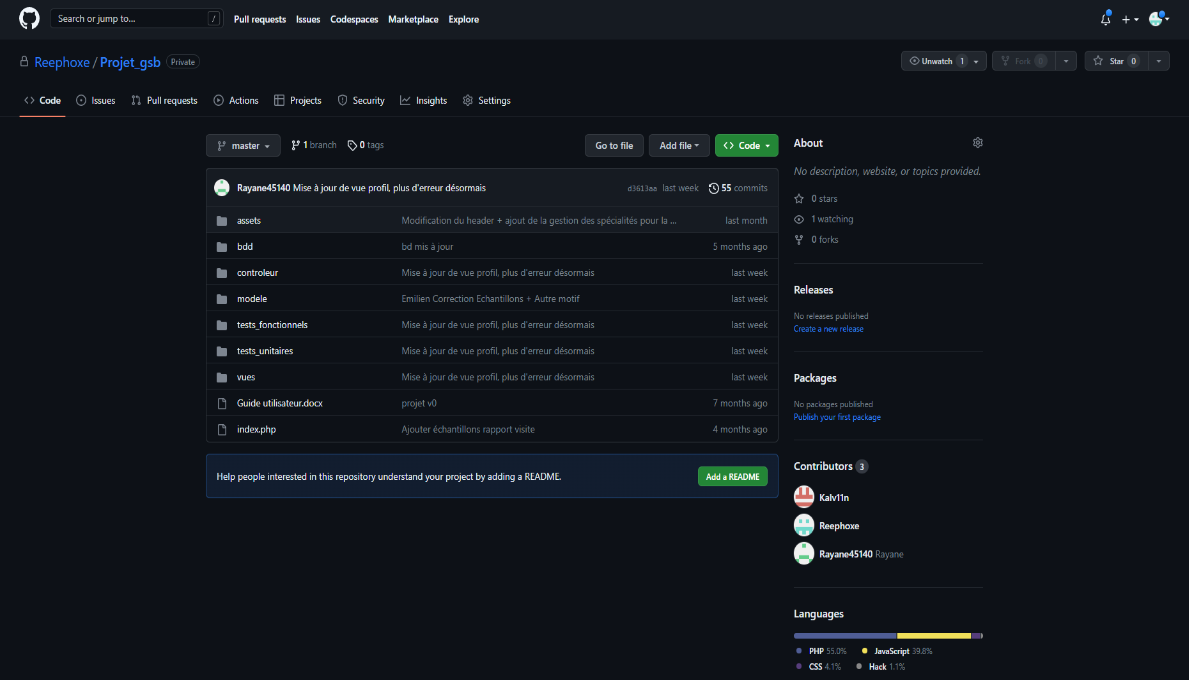 Search or jump to... /
Pull requests Issues Codespaces Marketplace Explore
Reephoxe / Projet_gsb Private
Unwatch 1 Fork 0 Star 0
Code Issues Pull requests Actions Projects Security Insights Settings
master 1 branch 0 tags Go to file Add file Code
Rayane45140 Mise à jour de vue profil, plus d'erreur désormais d3613aa last week 55 commits
assets Modification du header + ajout de la gestion des spécialités pour la ... last month
bdd bd mis à jour 5 months ago
controleur Mise à jour de vue profil, plus d'erreur désormais last week
modele Emilien Correction Echantillons + Autre motif last week
tests_fonctionnels Mise à jour de vue profil, plus d'erreur désormais last week
tests_unitaires Mise à jour de vue profil, plus d'erreur désormais last week
vues Mise à jour de vue profil, plus d'erreur désormais last week
Guide utilisateur.docx projet v0 7 months ago
index.php Ajouter échantillons rapport visite 4 months ago
Help people interested in this repository understand your project by adding a README. Add a README
About
No description, website, or topics provided.
0 stars
1 watching
0 forks
Releases
No releases published
Create a new release
Packages
No packages published
Publish your first package
Contributors 3
Kalv11n
Reephoxe
Rayane45140 Rayane
Languages
PHP 55.0% JavaScript 39.8%
CSS 4.1% Hack 1.1%